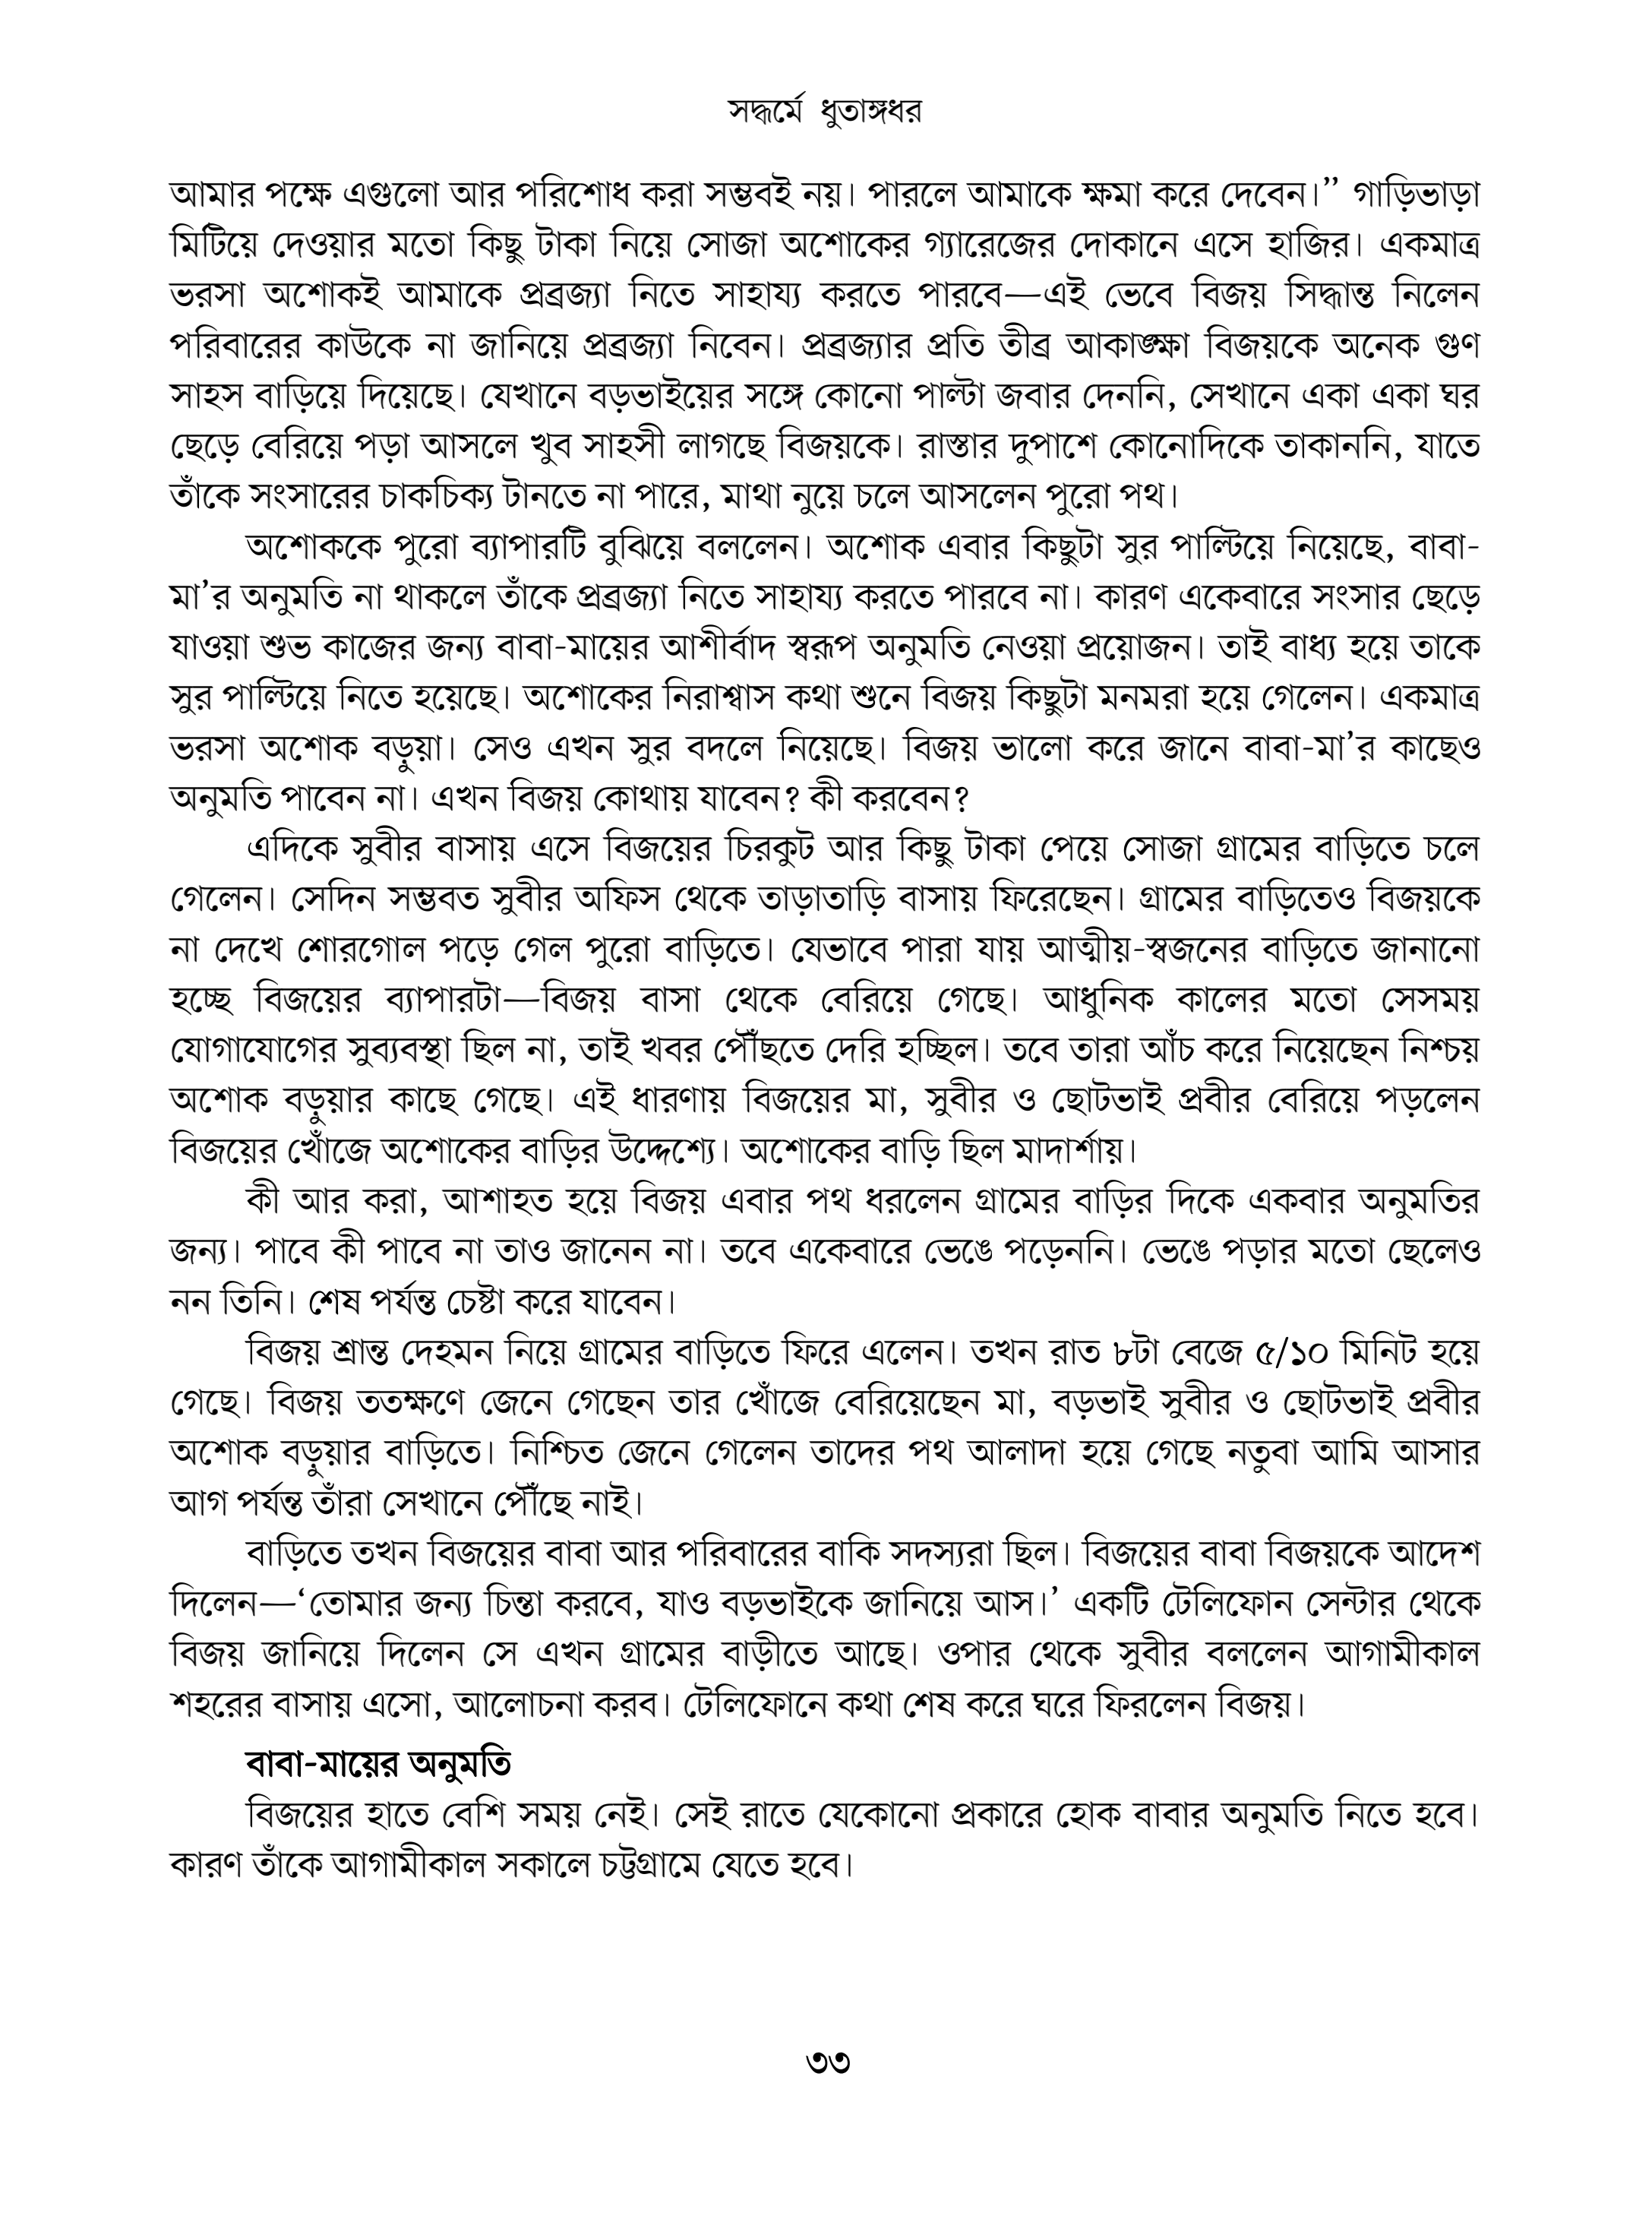 সদ্ধর্মে ধুতাঙ্গধর
আমার পক্ষে এগুলো আর পরিশোধ করা সম্ভবই নয়। পারলে আমাকে ক্ষমা করে দেবেন।” গাড়িভাড়া
মিটিয়ে দেওয়ার মতো কিছু টাকা নিয়ে সোজা অশোকের গ্যারেজের দোকানে এসে হাজির। একমাত্র
ভরসা অশোকই আমাকে প্রব্রজ্যা নিতে সাহায্য করতে পারবে—এই ভেবে বিজয় সিদ্ধান্ত নিলেন
পরিবারের কাউকে না জানিয়ে প্রব্রজ্যা নিবেন। প্রব্রজ্যার প্রতি তীব্র আকাঙ্ক্ষা বিজয়কে অনেক গুণ
সাহস বাড়িয়ে দিয়েছে। যেখানে বড়ভাইয়ের সঙ্গে কোনো পাল্টা জবার দেননি, সেখানে একা একা ঘর
ছেড়ে বেরিয়ে পড়া আসলে খুব সাহসী লাগছে বিজয়কে। রাস্তার দুপাশে কোনোদিকে তাকাননি, যাতে
তাঁকে সংসারের চাকচিক্য টানতে না পারে, মাথা নুয়ে চলে আসলেন পুরো পথ।
অশোককে পুরো ব্যাপারটি বুঝিয়ে বললেন। অশোক এবার কিছুটা সুর পাল্টিয়ে নিয়েছে, বাবা-
মা’র অনুমতি না থাকলে তাঁকে প্রব্রজ্যা নিতে সাহায্য করতে পারবে না। কারণ একেবারে সংসার ছেড়ে
যাওয়া শুভ কাজের জন্য বাবা-মায়ের আশীর্বাদ স্বরূপ অনুমতি নেওয়া প্রয়োজন। তাই বাধ্য হয়ে তাকে
সুর পাল্টিয়ে নিতে হয়েছে। অশোকের নিরাশ্বাস কথা শুনে বিজয় কিছুটা মনমরা হয়ে গেলেন। একমাত্র
ভরসা অশোক বড়ুয়া। সেও এখন সুর বদলে নিয়েছে। বিজয় ভালো করে জানে বাবা-মা’র কাছেও
অনুমতি পাবেন না। এখন বিজয় কোথায় যাবেন? কী করবেন?
এদিকে সুবীর বাসায় এসে বিজয়ের চিরকুট আর কিছু টাকা পেয়ে সোজা গ্রামের বাড়িতে চলে
গেলেন। সেদিন সম্ভবত সুবীর অফিস থেকে তাড়াতাড়ি বাসায় ফিরেছেন। গ্রামের বাড়িতেও বিজয়কে
না দেখে শোরগোল পড়ে গেল পুরো বাড়িতে। যেভাবে পারা যায় আত্মীয়-স্বজনের বাড়িতে জানানো
হচ্ছে বিজয়ের ব্যাপারটা—বিজয় বাসা থেকে বেরিয়ে গেছে। আধুনিক কালের মতো সেসময়
যোগাযোগের সুব্যবস্থা ছিল না, তাই খবর পৌঁছতে দেরি হচ্ছিল। তবে তারা আঁচ করে নিয়েছেন নিশ্চয়
অশোক বড়ুয়ার কাছে গেছে। এই ধারণায় বিজয়ের মা, সুবীর ও ছোটভাই প্রবীর বেরিয়ে পড়লেন
বিজয়ের খোঁজে অশোকের বাড়ির উদ্দেশ্যে। অশোকের বাড়ি ছিল মাদার্শায়।
কী আর করা, আশাহত হয়ে বিজয় এবার পথ ধরলেন গ্রামের বাড়ির দিকে একবার অনুমতির
জন্য। পাবে কী পাবে না তাও জানেন না। তবে একেবারে ভেঙে পড়েননি। ভেঙে পড়ার মতো ছেলেও
নন তিনি। শেষ পর্যন্ত চেষ্টা করে যাবেন।
বিজয় শ্রান্ত দেহমন নিয়ে গ্রামের বাড়িতে ফিরে এলেন। তখন রাত ৮টা বেজে ৫/১০ মিনিট হয়ে
গেছে। বিজয় ততক্ষণে জেনে গেছেন তার খোঁজে বেরিয়েছেন মা, বড়ভাই সুবীর ও ছোটভাই প্রবীর
অশোক বড়ুয়ার বাড়িতে। নিশ্চিত জেনে গেলেন তাদের পথ আলাদা হয়ে গেছে নতুবা আমি আসার
আগ পর্যন্ত তাঁরা সেখানে পৌঁছে নাই।
বাড়িতে তখন বিজয়ের বাবা আর পরিবারের বাকি সদস্যরা ছিল। বিজয়ের বাবা বিজয়কে আদেশ
দিলেন—‘তোমার জন্য চিন্তা করবে, যাও বড়ভাইকে জানিয়ে আস।’ একটি টেলিফোন সেন্টার থেকে
বিজয় জানিয়ে দিলেন সে এখন গ্রামের বাড়ীতে আছে। ওপার থেকে সুবীর বললেন আগামীকাল
শহরের বাসায় এসো, আলোচনা করব। টেলিফোনে কথা শেষ করে ঘরে ফিরলেন বিজয়।
বাবা-মায়ের অনুমতি
বিজয়ের হাতে বেশি সময় নেই। সেই রাতে যেকোনো প্রকারে হোক বাবার অনুমতি নিতে হবে।
কারণ তাঁকে আগামীকাল সকালে চট্টগ্রামে যেতে হবে।
৩৩